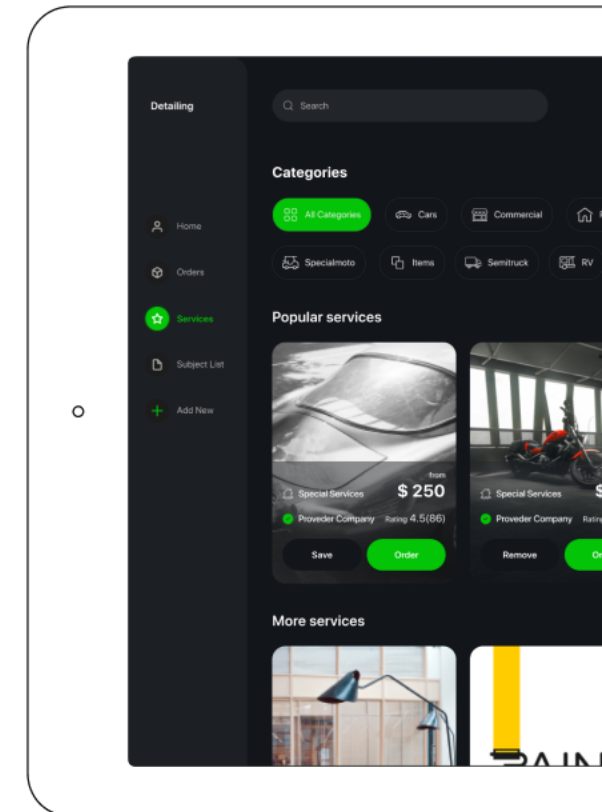 Detailing
Search
Categories
All Categories
Cars
Commercial
Specialmoto
Items
Semitruck
RV
Home
Orders
Services
Subject List
Add New
Popular services
from
Special Services
$ 250
Proveder Company
Rating 4.5(86)
Save
Order
Special Services
$
Proveder Company
Remove
More services